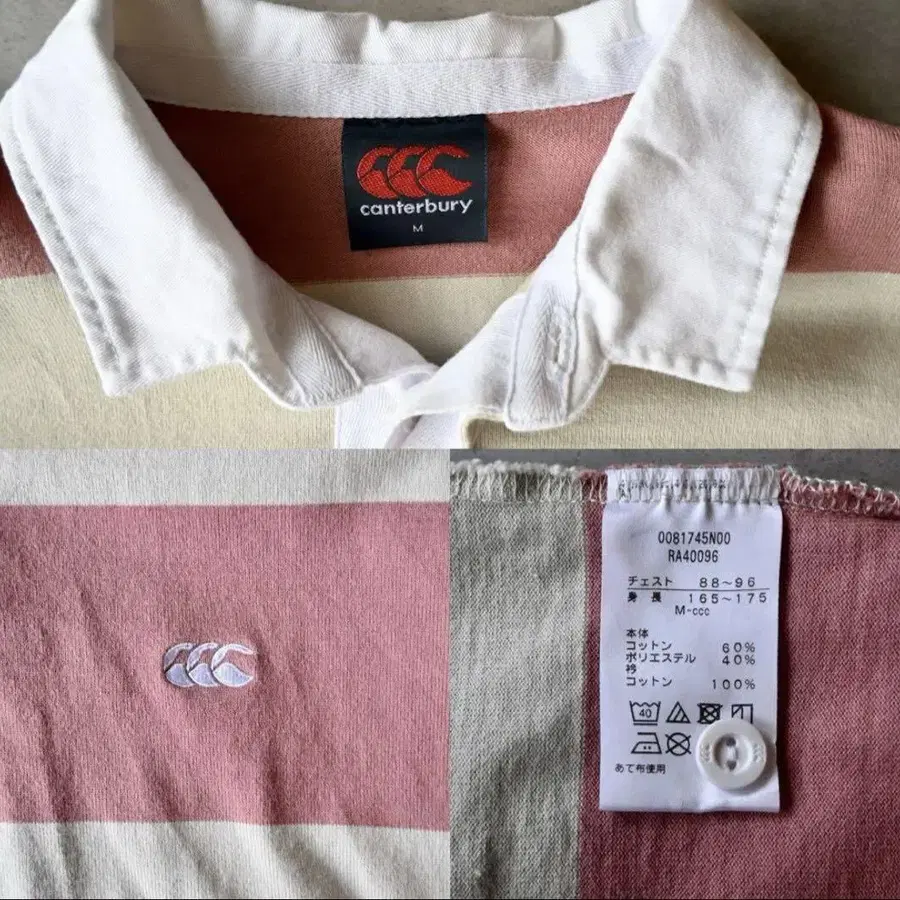 canterbury
M
0081745N00
RA40096
チェスト 88~96
身長 165~175
M-ccc
本体
コットン 60%
ポリエステル 40%
衿
コットン 100%
40
あて布使用